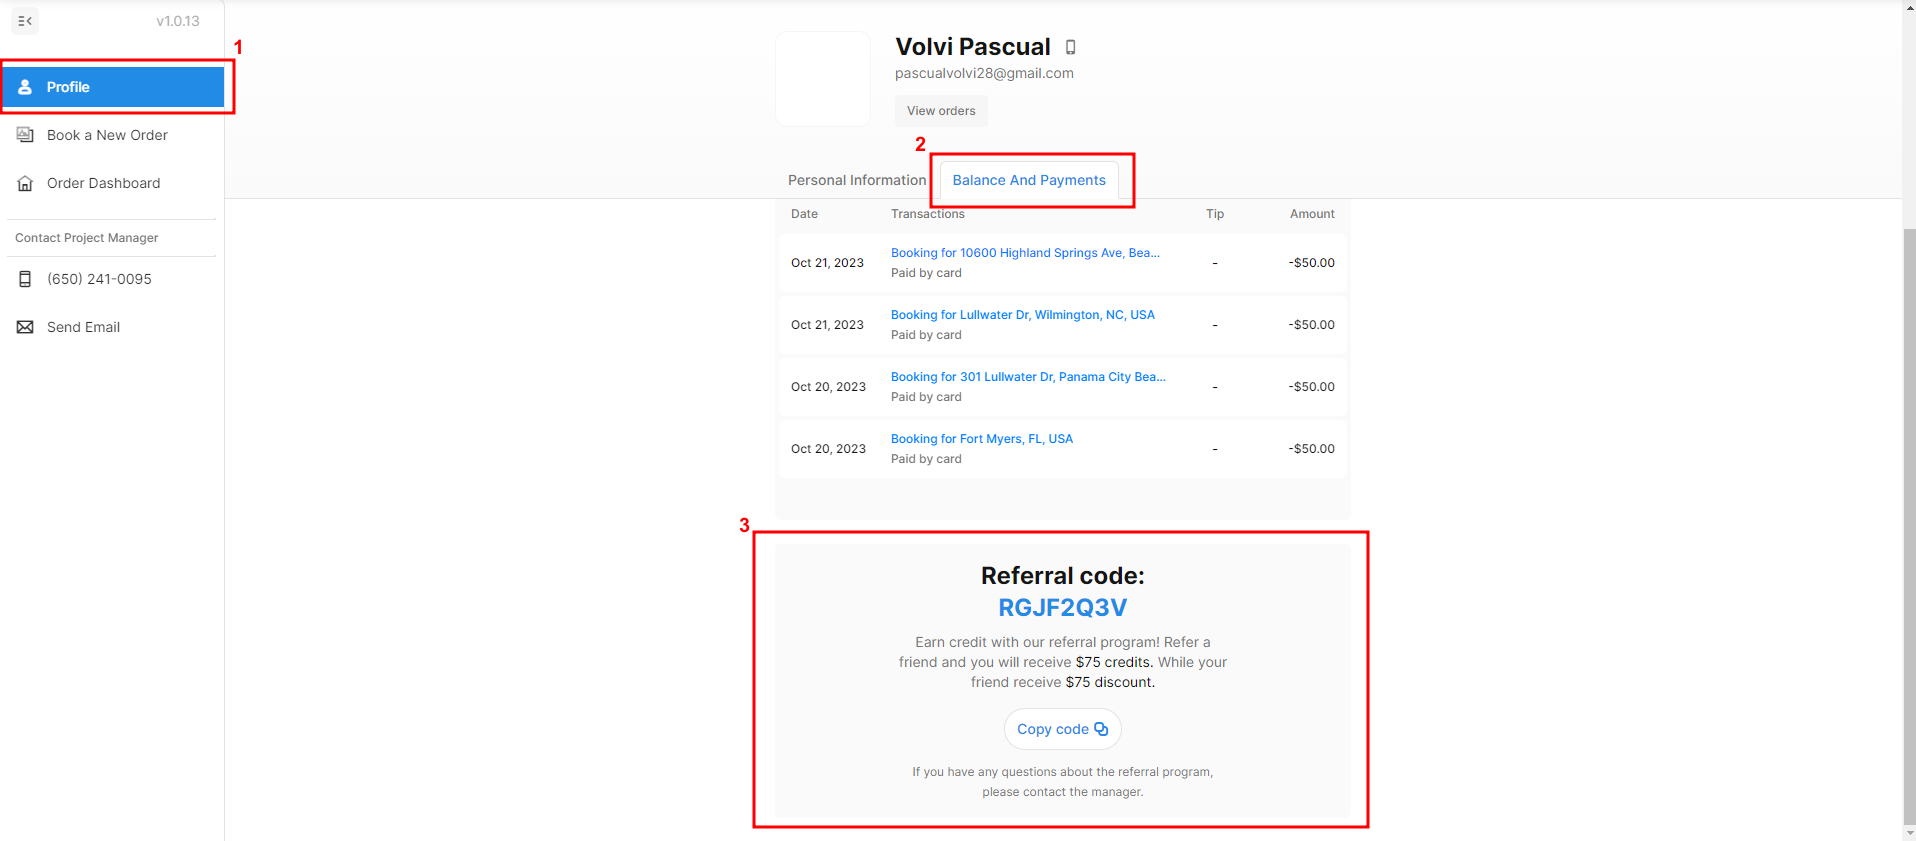 v1.0.13
1
Profile
Book a New Order
Order Dashboard
Contact Project Manager
(650) 241-0095
Send Email
Volvi Pascual
pascualvolvi28@gmail.com
View orders
2
Personal Information
Balance And Payments
Date Transactions Tip Amount
Oct 21, 2023 Booking for 10600 Highland Springs Ave, Bea... - -$50.00
Paid by card
Oct 21, 2023 Booking for Lullwater Dr, Wilmington, NC, USA - -$50.00
Paid by card
Oct 20, 2023 Booking for 301 Lullwater Dr, Panama City Bea... - -$50.00
Paid by card
Oct 20, 2023 Booking for Fort Myers, FL, USA - -$50.00
Paid by card
3
Referral code:
RGJF2Q3V
Earn credit with our referral program! Refer a
friend and you will receive $75 credits. While your
friend receive $75 discount.
Copy code
If you have any questions about the referral program,
please contact the manager.